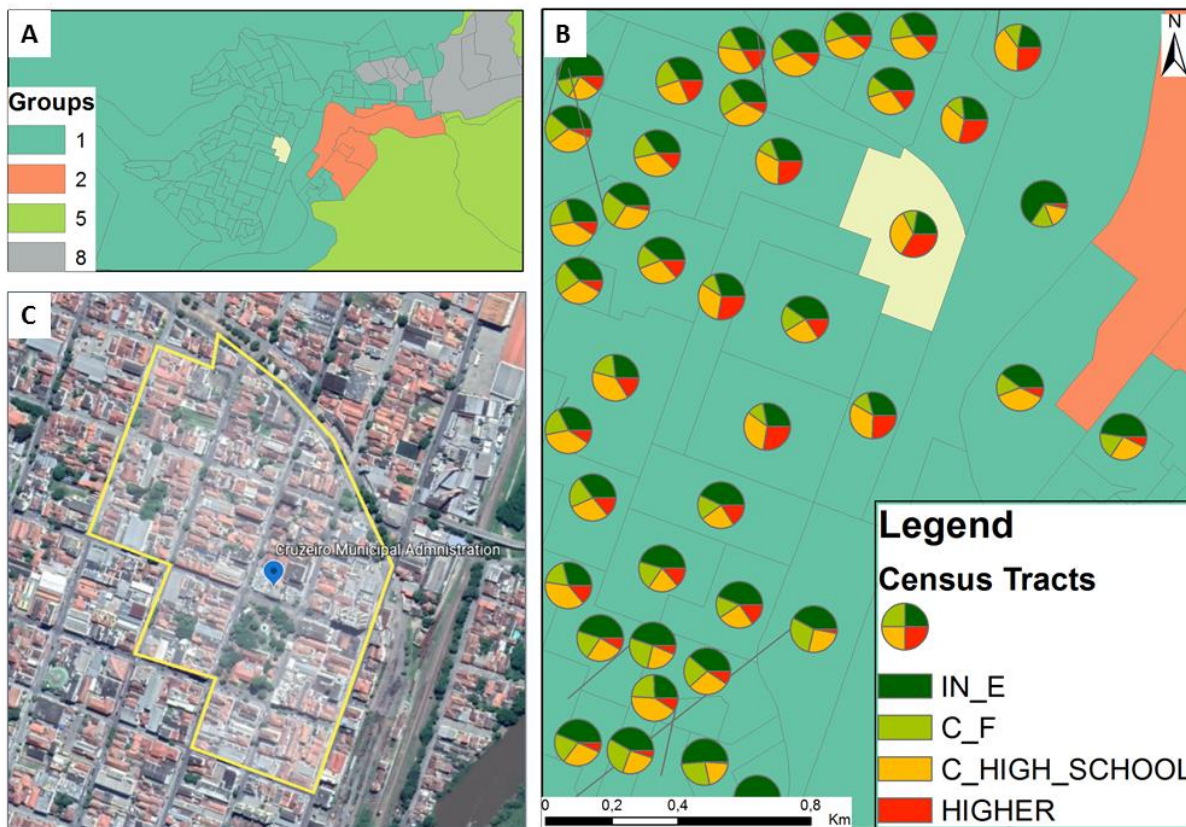 A
Groups
1
2
5
8
B
N
C
Cruzeiro Municipal Admnistration
Legend
Census Tracts
IN_E
C_F
C_HIGH_SCHOOL
HIGHER
0 0,2 0,4 0,8
Km